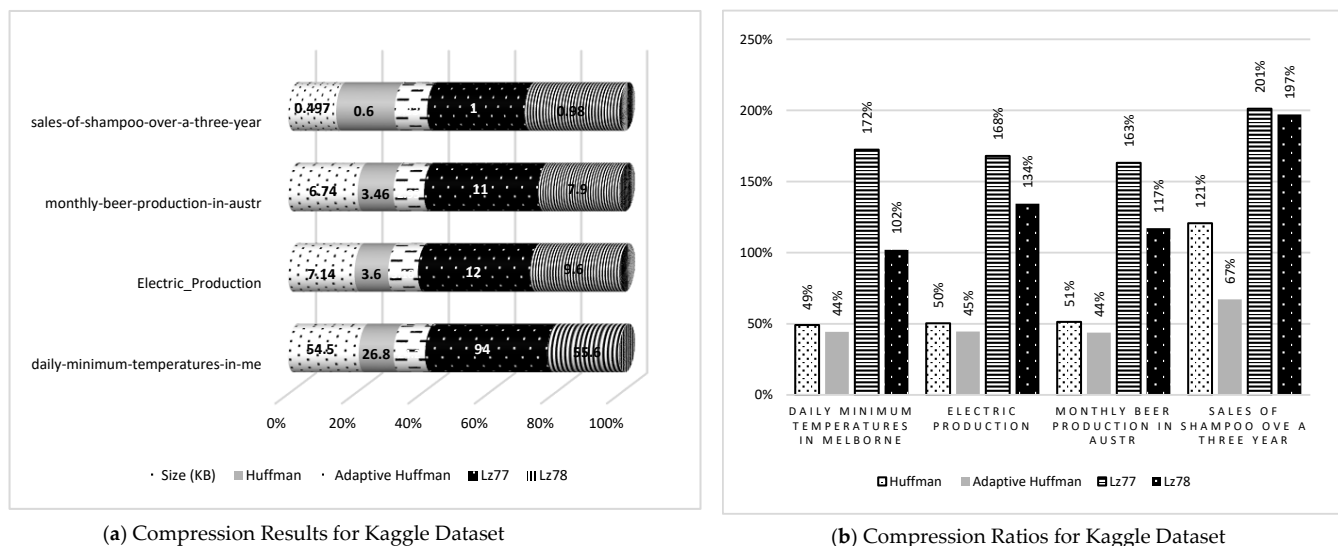 sales-of-shampoo-over-a-three-year
0.497 0.6 1 0.98
monthly-beer-production-in-austr
6.74 3.46 11 7.9
Electric_Production
7.14 3.6 12 9.6
daily-minimum-temperatures-in-me
54.5 26.8 94 55.6
0% 20% 40% 60% 80% 100%
Size (KB) Huffman Adaptive Huffman Lz77 Lz78
(a) Compression Results for Kaggle Dataset
250%
200%
150%
100%
50%
0%
49% 44% 172% 102%
50% 45% 168% 134%
51% 44% 163% 117%
121% 67% 201% 197%
DAILY MINIMUM
TEMPERATURES
IN MELBORNE
ELECTRIC
PRODUCTION
MONTHLY BEER
PRODUCTION IN
AUSTR
SALES OF
SHAMPOO OVE A
THREE YEAR
Huffman Adaptive Huffman Lz77 Lz78
(b) Compression Ratios for Kaggle Dataset